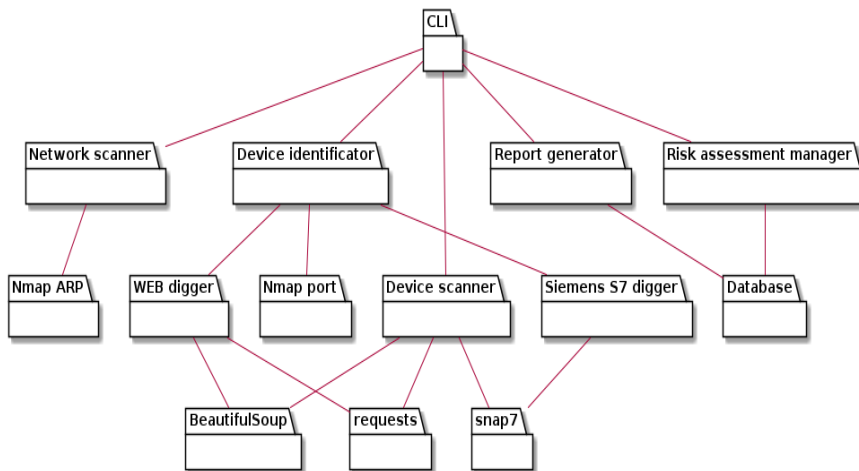 CLI
Network scanner
Device identificator
Report generator
Risk assessment manager
Nmap ARP
WEB digger
Nmap port
Device scanner
Siemens S7 digger
Database
BeautifulSoup
requests
snap7